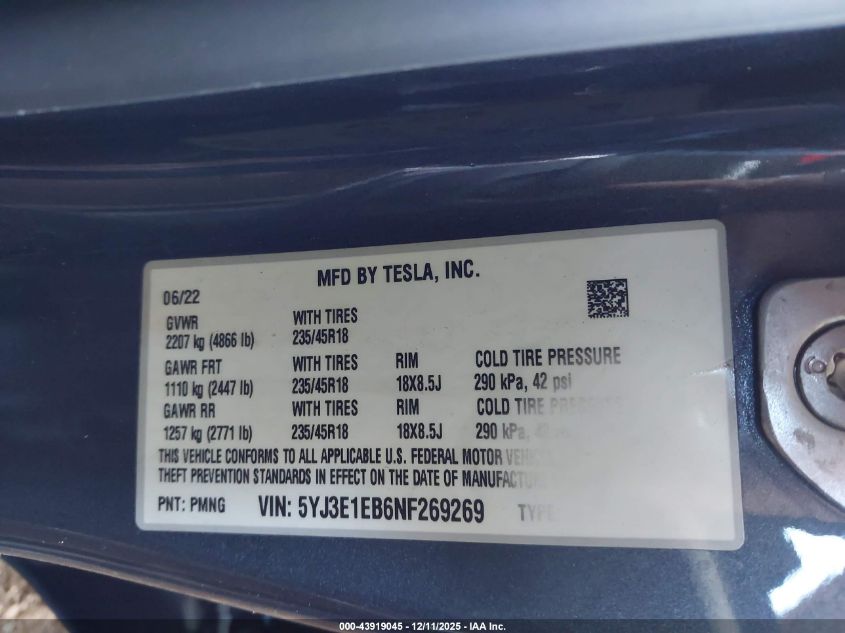 MFD BY TESLA, INC.
06/22
GVWR WITH TIRES
2207 kg (4866 lb) 235/45R18
GAWR FRT WITH TIRES RIM COLD TIRE PRESSURE
1110 kg (2447 lb) 235/45R18 18X8.5J 290 kPa, 42 psi
GAWR RR WITH TIRES RIM COLD TIRE PRESSURE
1257 kg (2771 lb) 235/45R18 18X8.5J 290 kPa,
THIS VEHICLE CONFORMS TO ALL APPLICABLE U.S. FEDERAL MOTOR
THEFT PREVENTION STANDARDS IN EFFECT ON THE DATE OF
PNT: PMNG VIN: 5YJ3E1EB6NF269269 TYPE
000-43919045 - 12/11/2025 - IAA Inc.